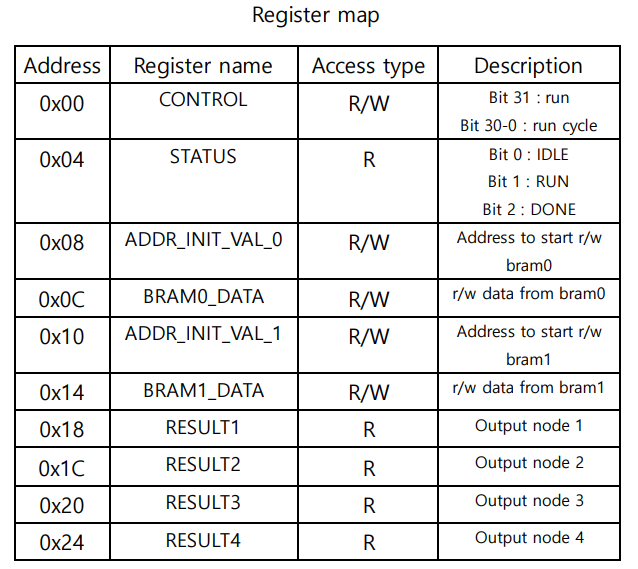 Register map
Address Register name Access type Description
0x00 CONTROL R/W Bit 31 : run
Bit 30-0 : run cycle
0x04 STATUS R Bit 0 : IDLE
Bit 1 : RUN
Bit 2 : DONE
0x08 ADDR_INIT_VAL_0 R/W Address to start r/w
bram0
0x0C BRAM0_DATA R/W r/w data from bram0
0x10 ADDR_INIT_VAL_1 R/W Address to start r/w
bram1
0x14 BRAM1_DATA R/W r/w data from bram1
0x18 RESULT1 R Output node 1
0x1C RESULT2 R Output node 2
0x20 RESULT3 R Output node 3
0x24 RESULT4 R Output node 4